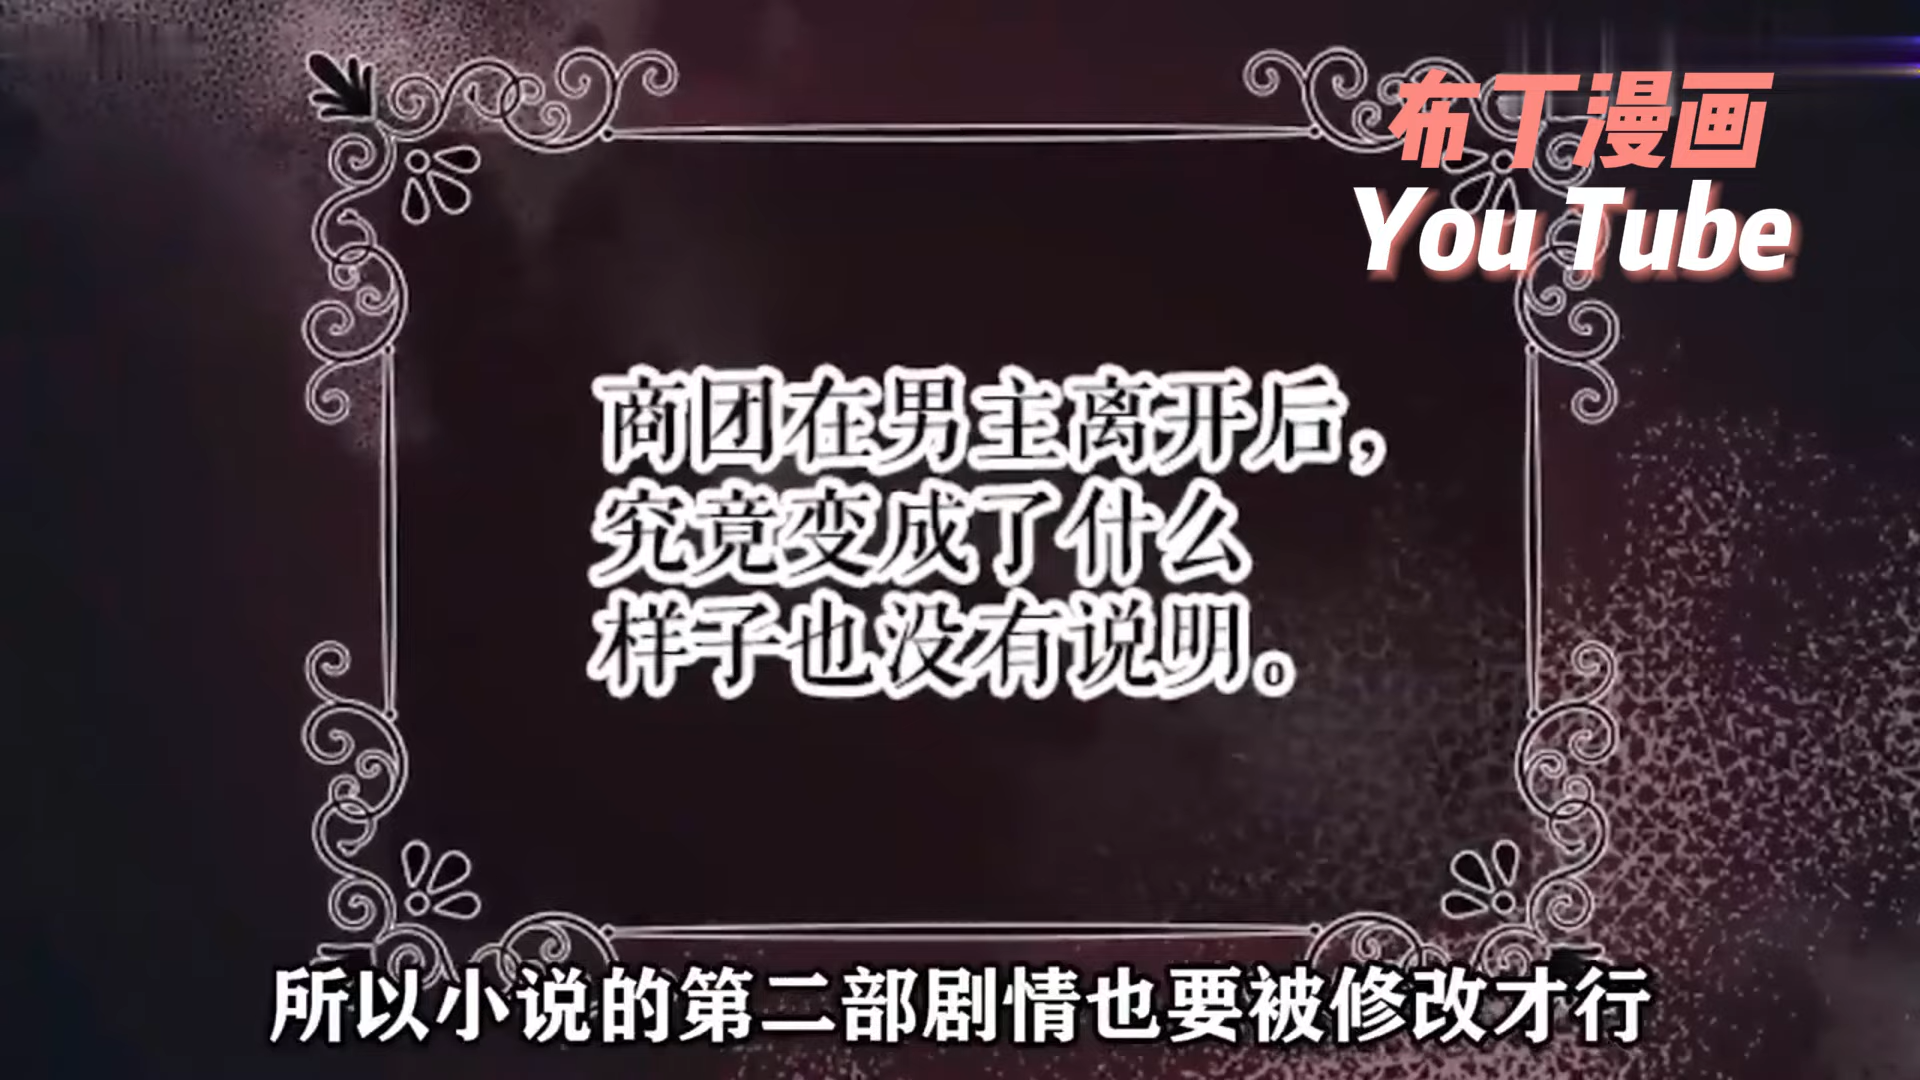 布丁漫画
You Tube
商团在男主离开后，
究竟变成了什么
样子也没有说明。
所以小说的第二部剧情也要被修改才行